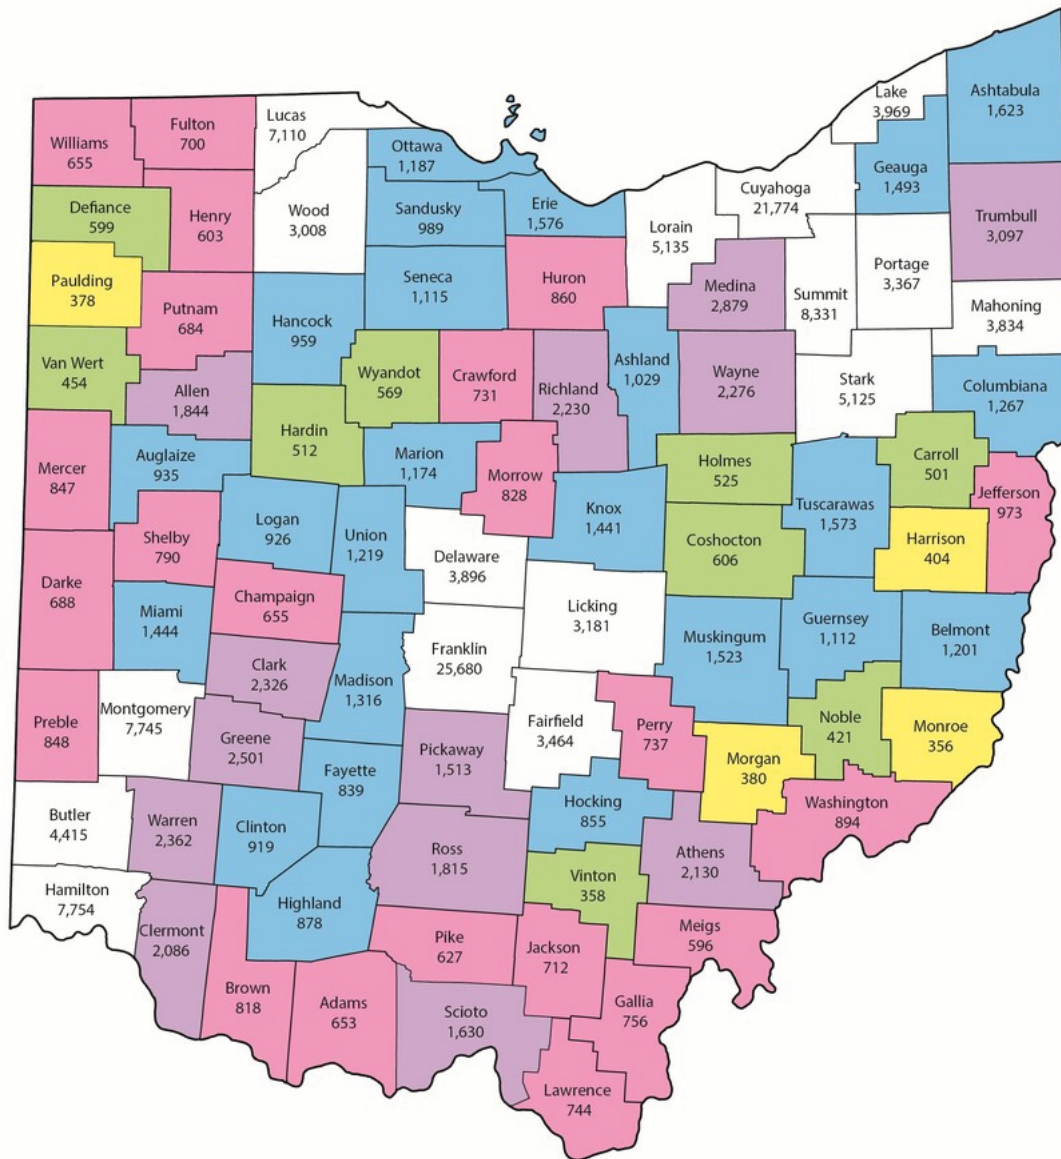 Lake
3,969
Ashtabula
1,623
Lucas
7,110
Fulton
700
Williams
655
Ottawa
1,187
Geauga
1,493
Cuyahoga
21,774
Defiance
599
Henry
603
Wood
3,008
Sandusky
989
Erie
1,576
Lorain
5,135
Trumbull
3,097
Portage
3,367
Paulding
378
Putnam
684
Hancock
959
Seneca
1,115
Huron
860
Medina
2,879
Summit
8,331
Mahoning
3,834
Van Wert
454
Allen
1,844
Wyandot
569
Crawford
731
Richland
2,230
Ashland
1,029
Wayne
2,276
Stark
5,125
Columbiana
1,267
Hardin
512
Mercer
847
Auglaize
935
Marion
1,174
Morrow
828
Holmes
525
Carroll
501
Jefferson
973
Shelby
790
Logan
926
Union
1,219
Knox
1,441
Tuscarawas
1,573
Coshocton
606
Harrison
404
Delaware
3,896
Darke
688
Champaign
655
Miami
1,444
Licking
3,181
Muskingum
1,523
Guernsey
1,112
Belmont
1,201
Clark
2,326
Madison
1,316
Franklin
25,680
Preble
848
Montgomery
7,745
Greene
2,501
Pickaway
1,513
Fairfield
3,464
Perry
737
Morgan
380
Noble
421
Monroe
356
Fayette
839
Butler
4,415
Warren
2,362
Clinton
919
Hocking
855
Washington
894
Ross
1,815
Athens
2,130
Vinton
358
Hamilton
7,754
Highland
878
Clermont
2,086
Pike
627
Jackson
712
Meigs
596
Brown
818
Adams
653
Scioto
1,630
Gallia
756
Lawrence
744